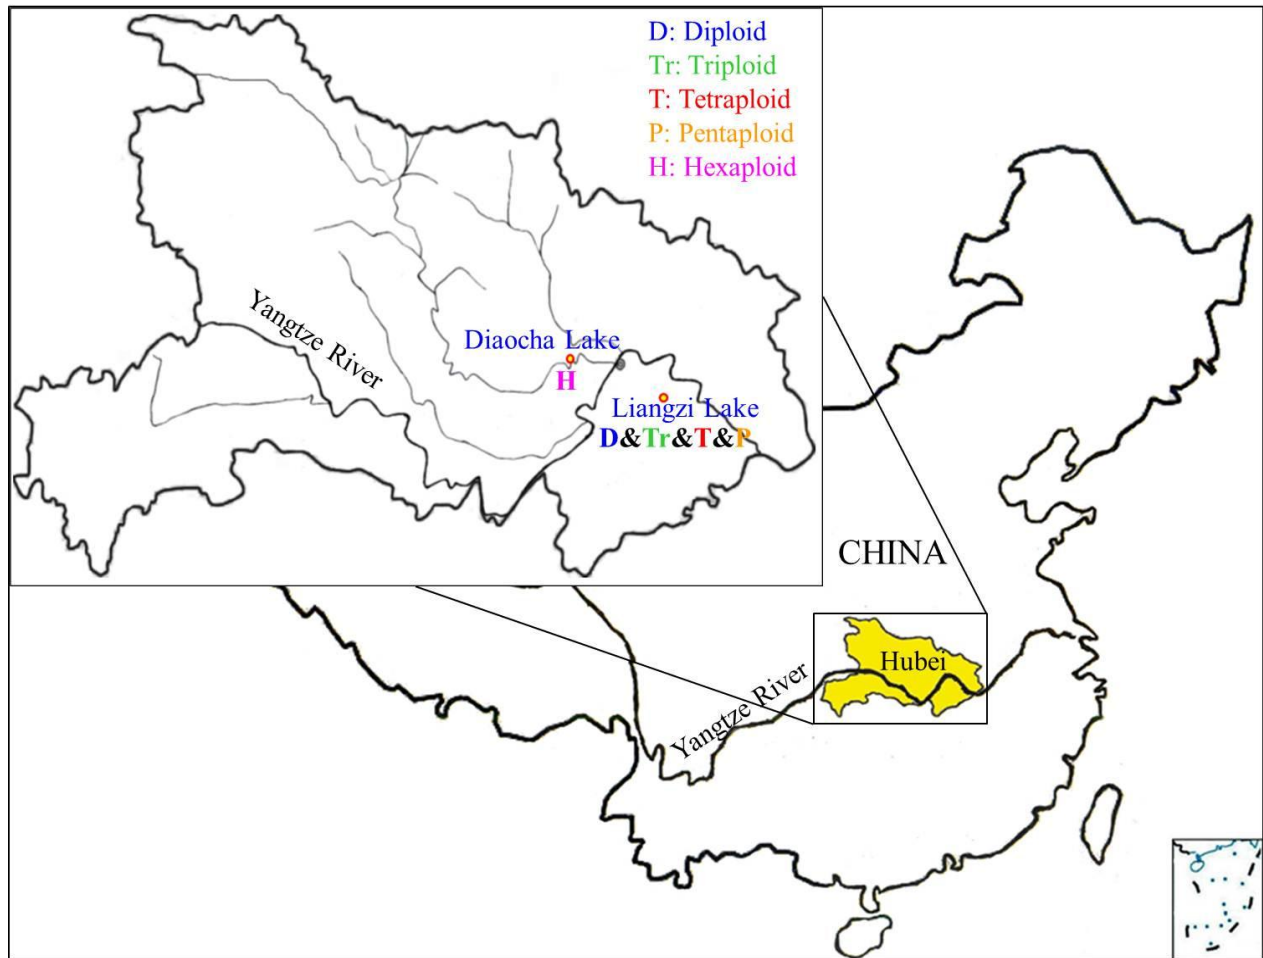 D: Diploid
Tr: Triploid
T: Tetraploid
P: Pentaploid
H: Hexaploid
Yangtze River
Diaocha Lake
H
Liangzi Lake
D&Tr&T&P
CHINA
Hubei
Yangtze River